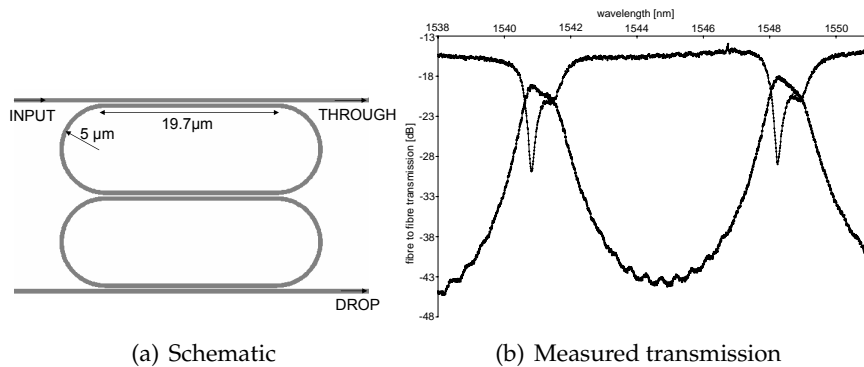 INPUT
THROUGH
5 µm
19.7µm
DROP
(a) Schematic
wavelength [nm]
1538 1540 1542 1544 1546 1548 1550
fibre to fibre transmission [dB]
-13
-18
-23
-28
-33
-38
-43
-48
(b) Measured transmission